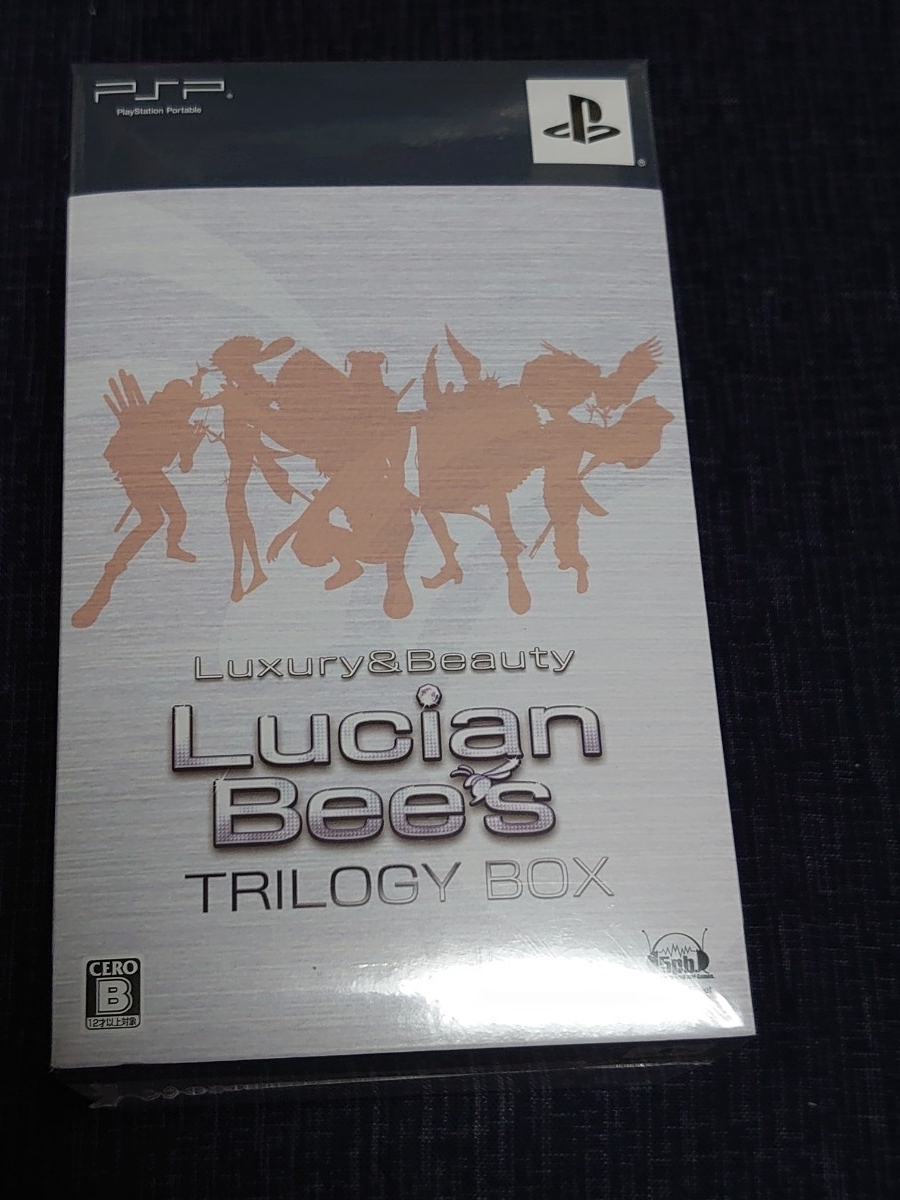 PSP®
PlayStation Portable
®
Luxury&Beauty
Lucian
Bee's
TRILOGY BOX
CERO
B
12才以上対象
5pb.